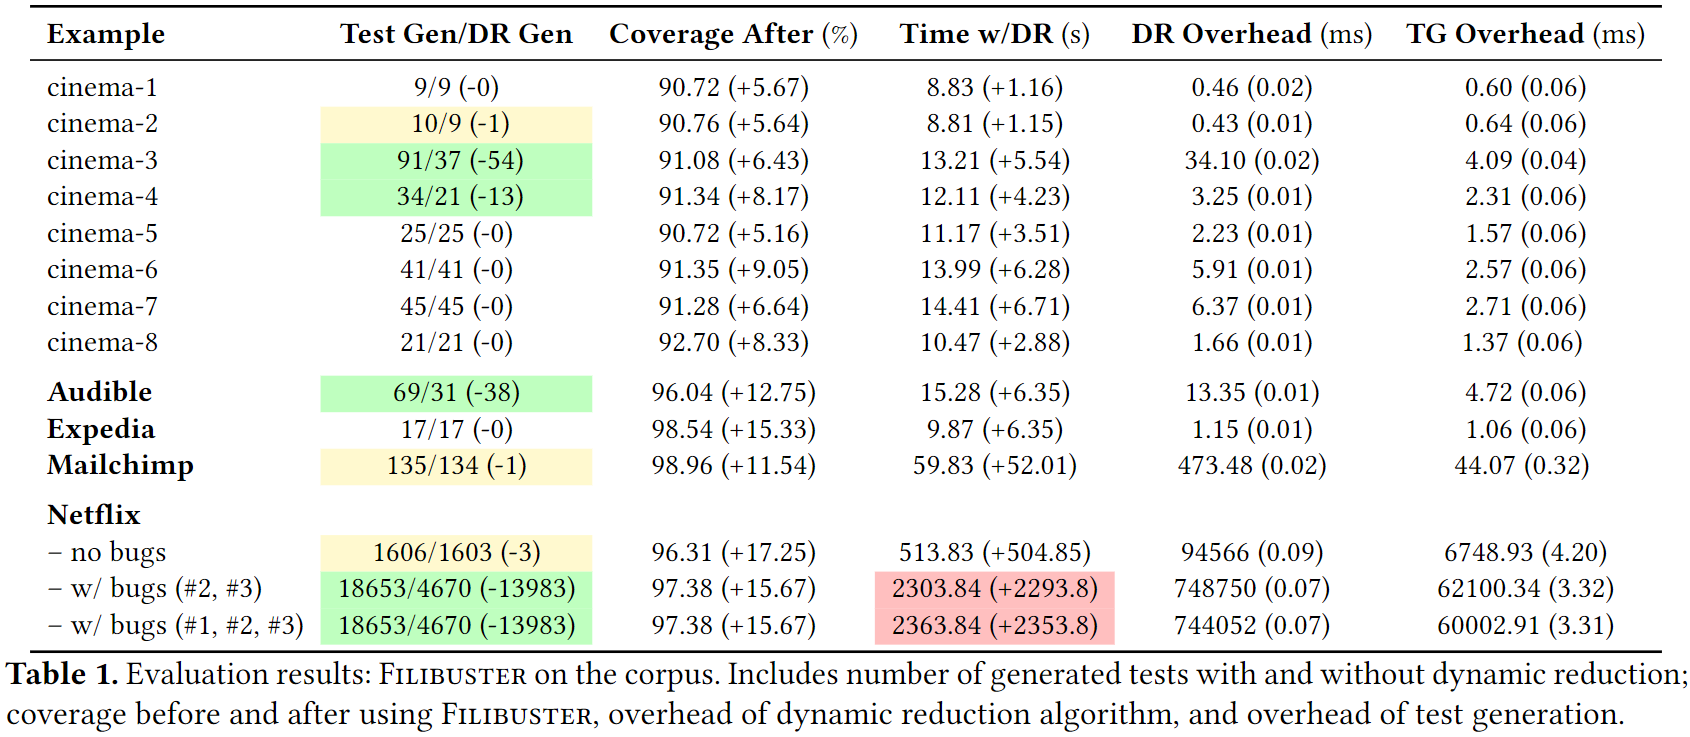 Example Test Gen/DR Gen Coverage After (%) Time w/DR (s) DR Overhead (ms) TG Overhead (ms)
cinema-1 9/9 (-0) 90.72 (+5.67) 8.83 (+1.16) 0.46 (0.02) 0.60 (0.06)
cinema-2 10/9 (-1) 90.76 (+5.64) 8.81 (+1.15) 0.43 (0.01) 0.64 (0.06)
cinema-3 91/37 (-54) 91.08 (+6.43) 13.21 (+5.54) 34.10 (0.02) 4.09 (0.04)
cinema-4 34/21 (-13) 91.34 (+8.17) 12.11 (+4.23) 3.25 (0.01) 2.31 (0.06)
cinema-5 25/25 (-0) 90.72 (+5.16) 11.17 (+3.51) 2.23 (0.01) 1.57 (0.06)
cinema-6 41/41 (-0) 91.35 (+9.05) 13.99 (+6.28) 5.91 (0.01) 2.57 (0.06)
cinema-7 45/45 (-0) 91.28 (+6.64) 14.41 (+6.71) 6.37 (0.01) 2.71 (0.06)
cinema-8 21/21 (-0) 92.70 (+8.33) 10.47 (+2.88) 1.66 (0.01) 1.37 (0.06)
Audible 69/31 (-38) 96.04 (+12.75) 15.28 (+6.35) 13.35 (0.01) 4.72 (0.06)
Expedia 17/17 (-0) 98.54 (+15.33) 9.87 (+6.35) 1.15 (0.01) 1.06 (0.06)
Mailchimp 135/134 (-1) 98.96 (+11.54) 59.83 (+52.01) 473.48 (0.02) 44.07 (0.32)
Netflix
– no bugs 1606/1603 (-3) 96.31 (+17.25) 513.83 (+504.85) 94566 (0.09) 6748.93 (4.20)
– w/ bugs (#2, #3) 18653/4670 (-13983) 97.38 (+15.67) 2303.84 (+2293.8) 748750 (0.07) 62100.34 (3.32)
– w/ bugs (#1, #2, #3) 18653/4670 (-13983) 97.38 (+15.67) 2363.84 (+2353.8) 744052 (0.07) 60002.91 (3.31)
Table 1. Evaluation results: Filibuster on the corpus. Includes number of generated tests with and without dynamic reduction;
coverage before and after using Filibuster, overhead of dynamic reduction algorithm, and overhead of test generation.